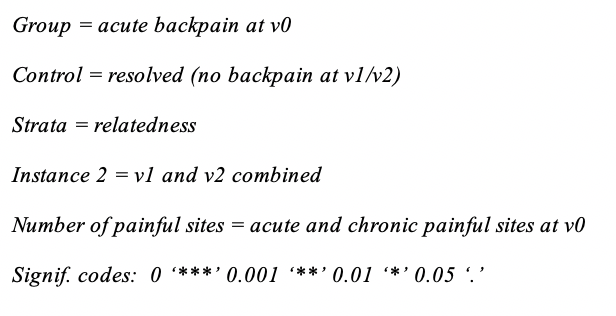 Group = acute backpain at v0
Control = resolved (no backpain at v1/v2)
Strata = relatedness
Instance 2 = v1 and v2 combined
Number of painful sites = acute and chronic painful sites at v0
Signif. codes:  0 ‘***’ 0.001 ‘**’ 0.01 ‘*’ 0.05 ‘.’